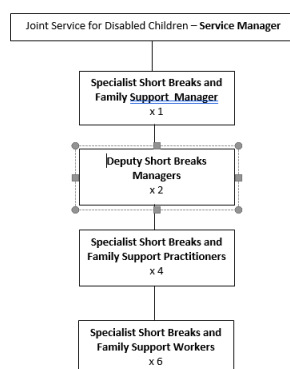 Joint Service for Disabled Children – Service Manager
Specialist Short Breaks and
Family Support Manager
x 1
Deputy Short Breaks
Managers
x 2
Specialist Short Breaks and
Family Support Practitioners
x 4
Specialist Short Breaks and
Family Support Workers
x 6